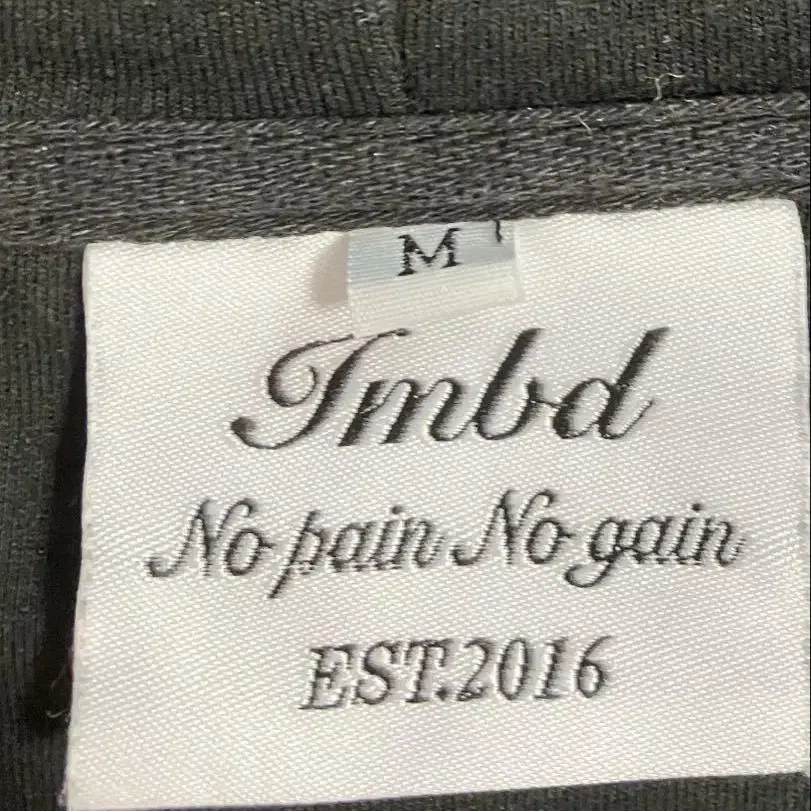 M
Imbd
No pain No gain
EST.2016